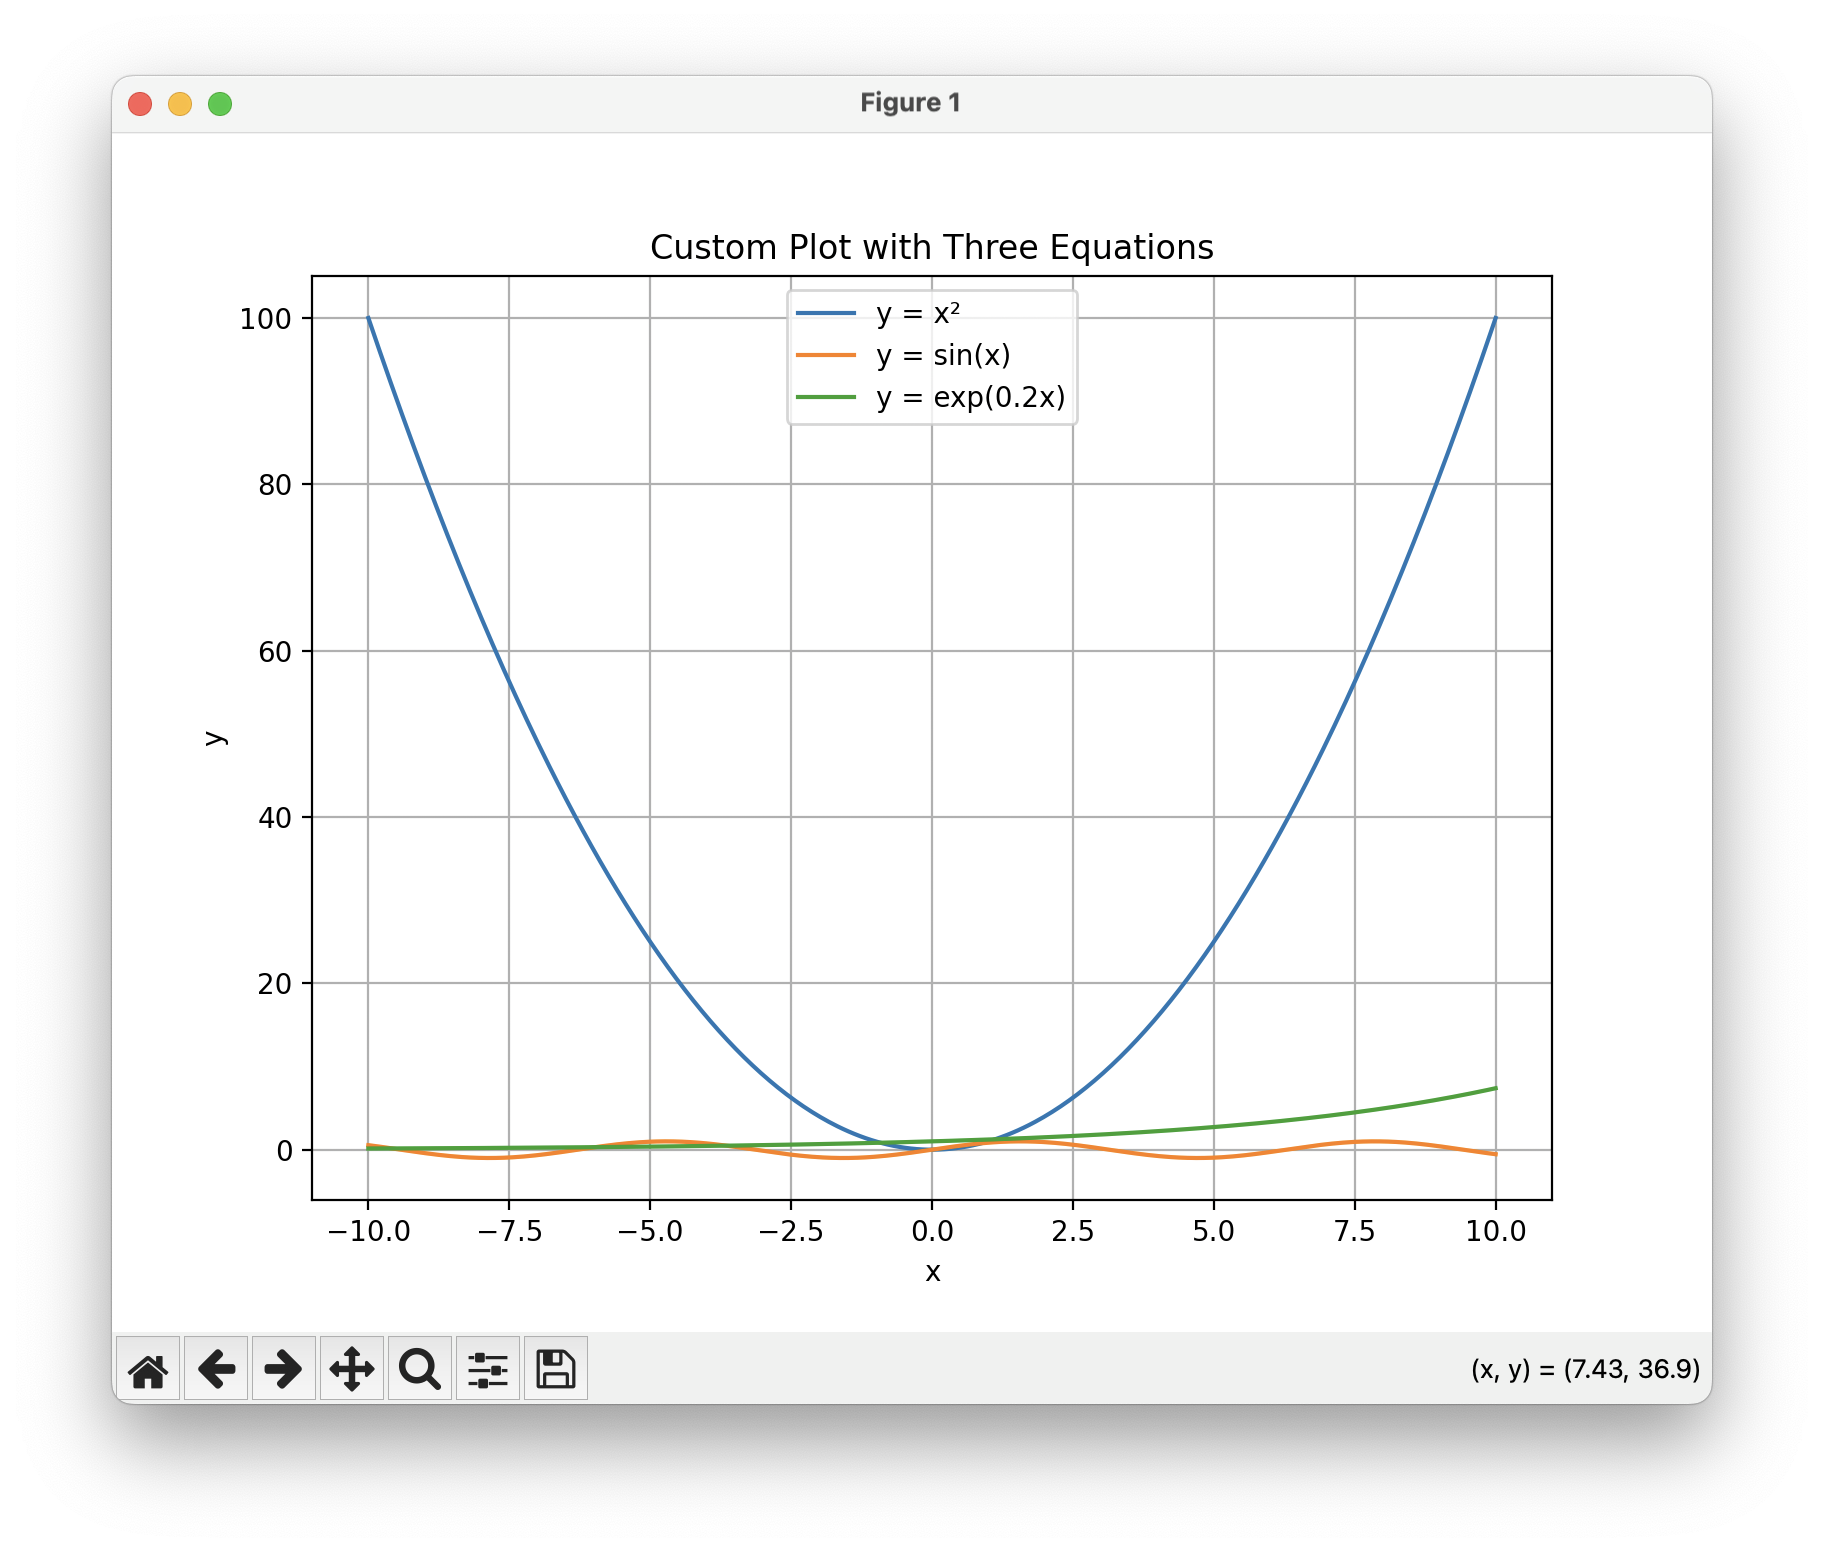 Figure 1
Custom Plot with Three Equations
y = x²
y = sin(x)
y = exp(0.2x)
100
80
60
40
20
0
y
−10.0 −7.5 −5.0 −2.5 0.0 2.5 5.0 7.5 10.0
x
(x, y) = (7.43, 36.9)